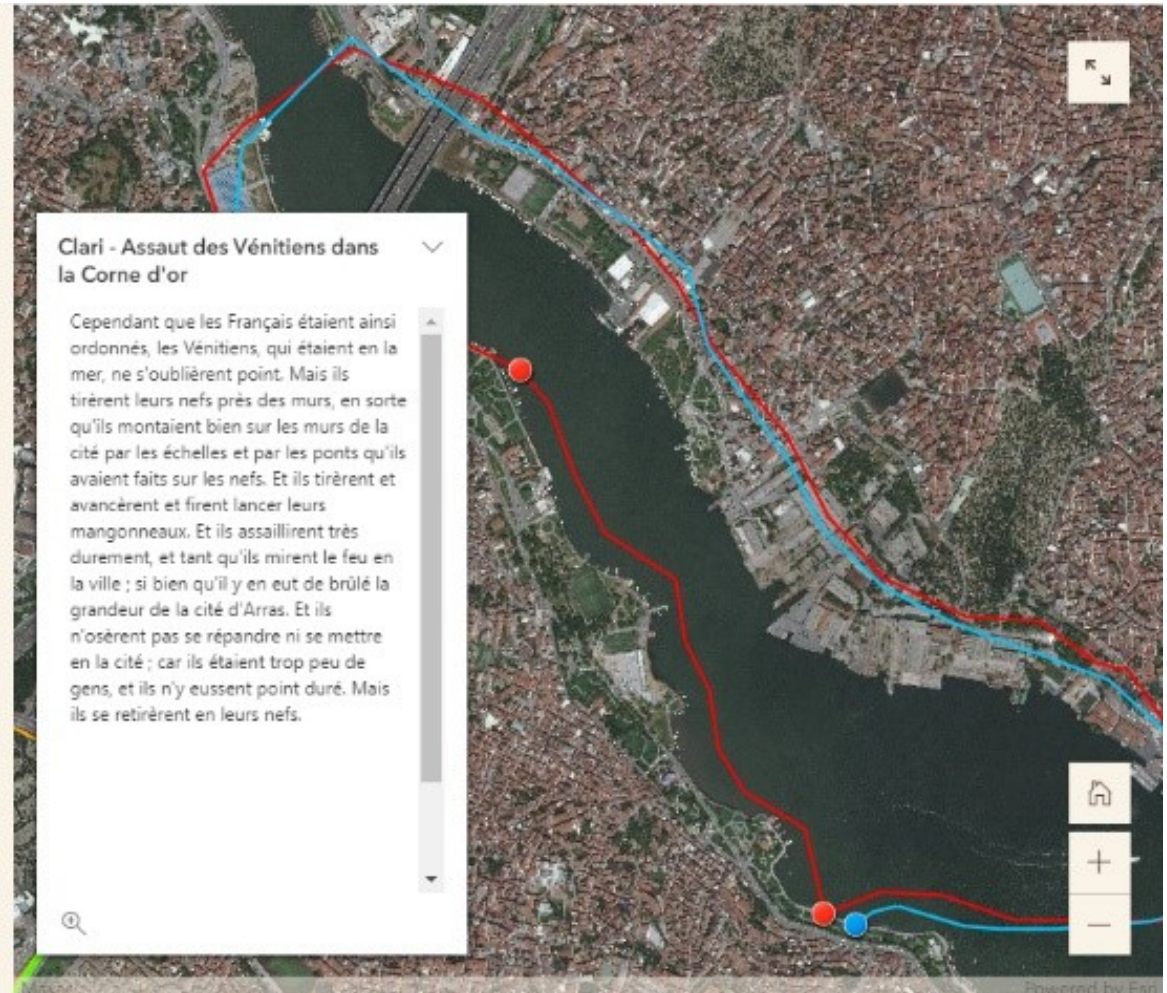 Clari - Assaut des Vénitiens dans
la Corne d'or
Cependant que les Français étaient ainsi
ordonnés, les Vénitiens, qui étaient en la
mer, ne s'oublièrent point. Mais ils
tirèrent leurs nefs près des murs, en sorte
qu'ils montaient bien sur les murs de la
cité par les échelles et par les ponts qu'ils
avaient faits sur les nefs. Et ils tirèrent et
avancèrent et firent lancer leurs
mangonneaux. Et ils assaillirent très
durement, et tant qu'ils mirent le feu en
la ville ; si bien qu'il y en eut de brûlé la
grandeur de la cité d'Arras. Et ils
n'osèrent pas se répandre ni se mettre
en la cité ; car ils étaient trop peu de
gens, et ils n'y eussent point duré. Mais
ils se retirèrent en leurs nefs.
Powered by Esri